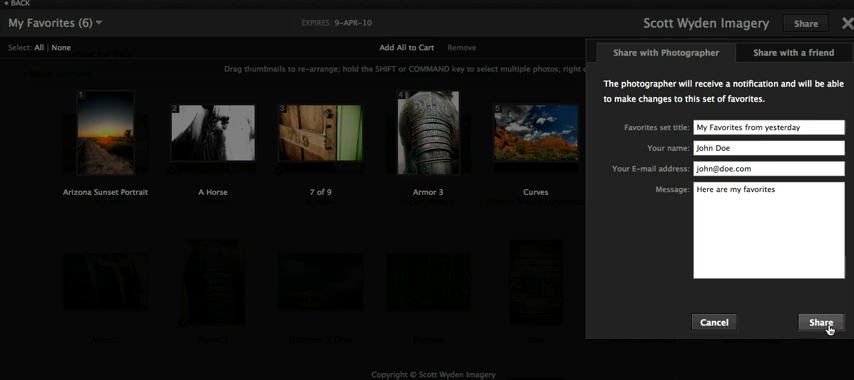 ◄ BACK
My Favorites (6)
EXPIRES: 9-APR-10
Scott Wyden Imagery
Share
Select: All | None
Add All to Cart
Remove
Drag thumbnails to re-arrange; hold the SHIFT or COMMAND key to select multiple photos; right c
Share with Photographer
Share with a friend
The photographer will receive a notification and will be able
to make changes to this set of favorites.
Favorites set title: My Favorites from yesterday
Your name: John Doe
Your E-mail address: john@doe.com
Message: Here are my favorites
1
2
3
4
5
Arizona Sunset Portrait
A Horse
7 of 9
Armor 3
Curves
Cancel
Share
Copyright © Scott Wyden Imagery